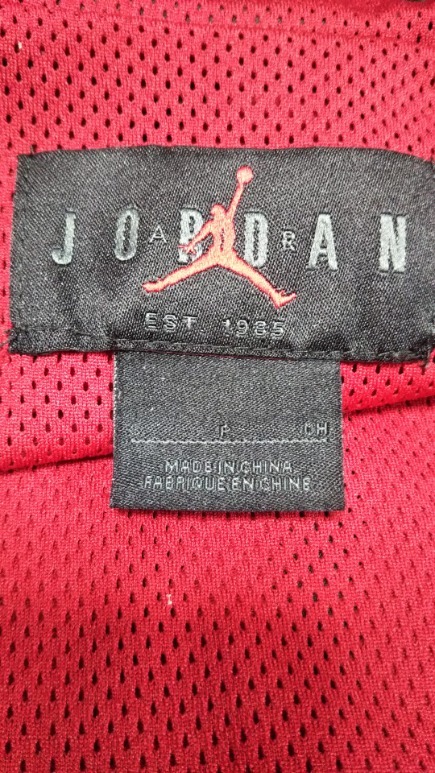 JORDAN
AIR
EST 1985
P CH
MADE IN CHINA
FABRIQUE EN CHINE